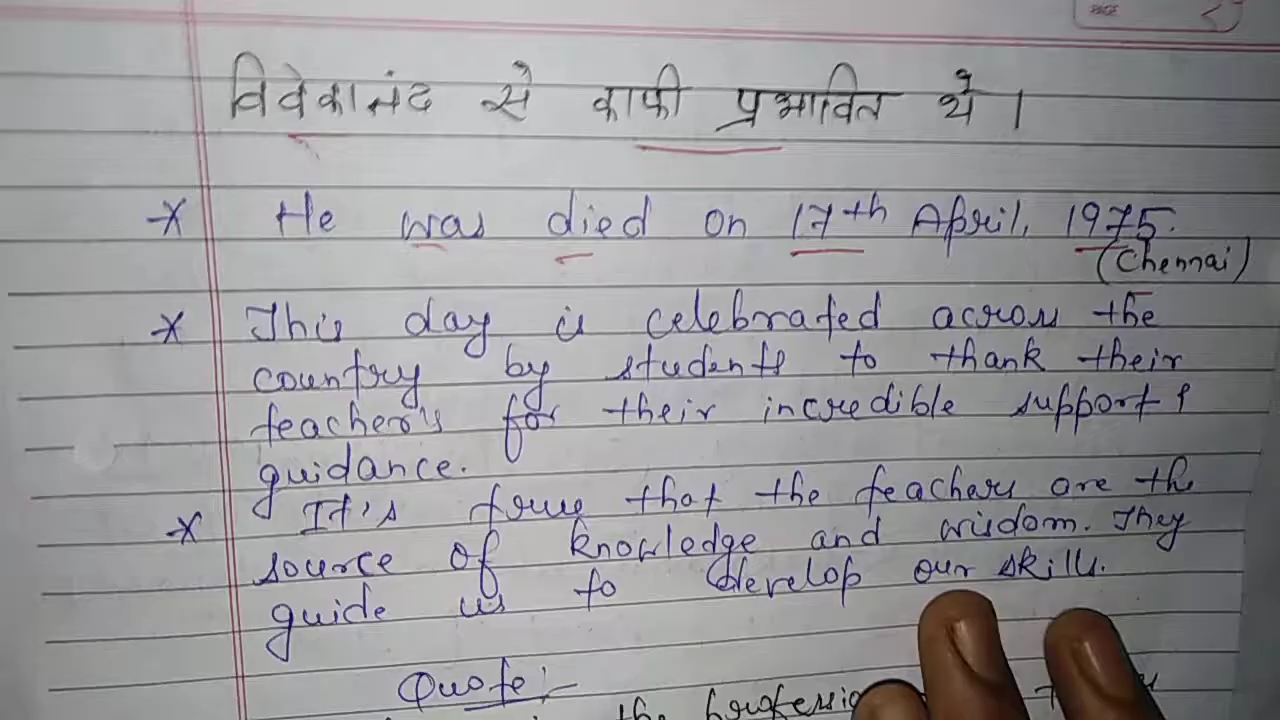 PAGE
विवेकानंद से काफी प्रभावित थे।
* He was died on 17th April, 1975.
(Chennai)
* This day is celebrated across the
country by students to thank their
teacher's for their incredible support &
guidance.
* It's true that the teachers are th
source of knowledge and wisdom. They
guide us to develop our skills.
Quote :-
the